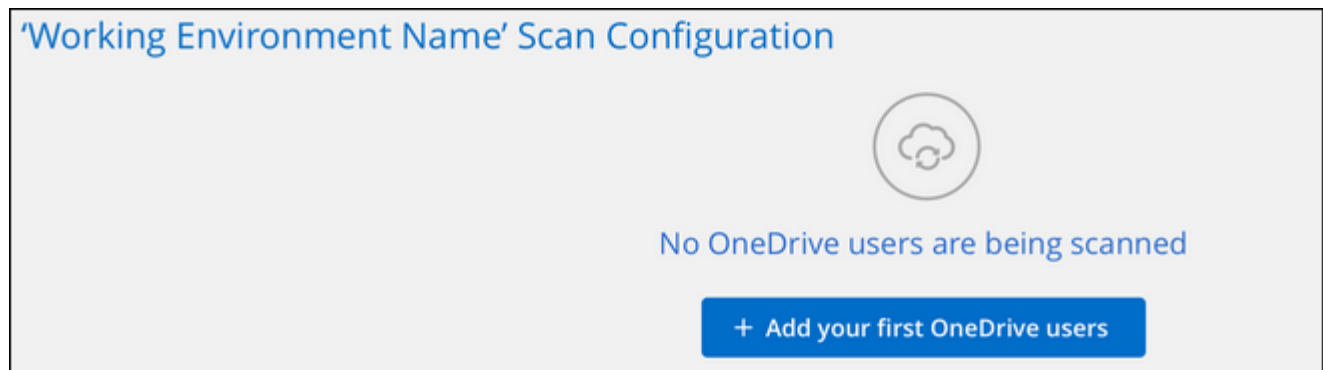 ‘Working Environment Name’ Scan Configuration
No OneDrive users are being scanned
+ Add your first OneDrive users